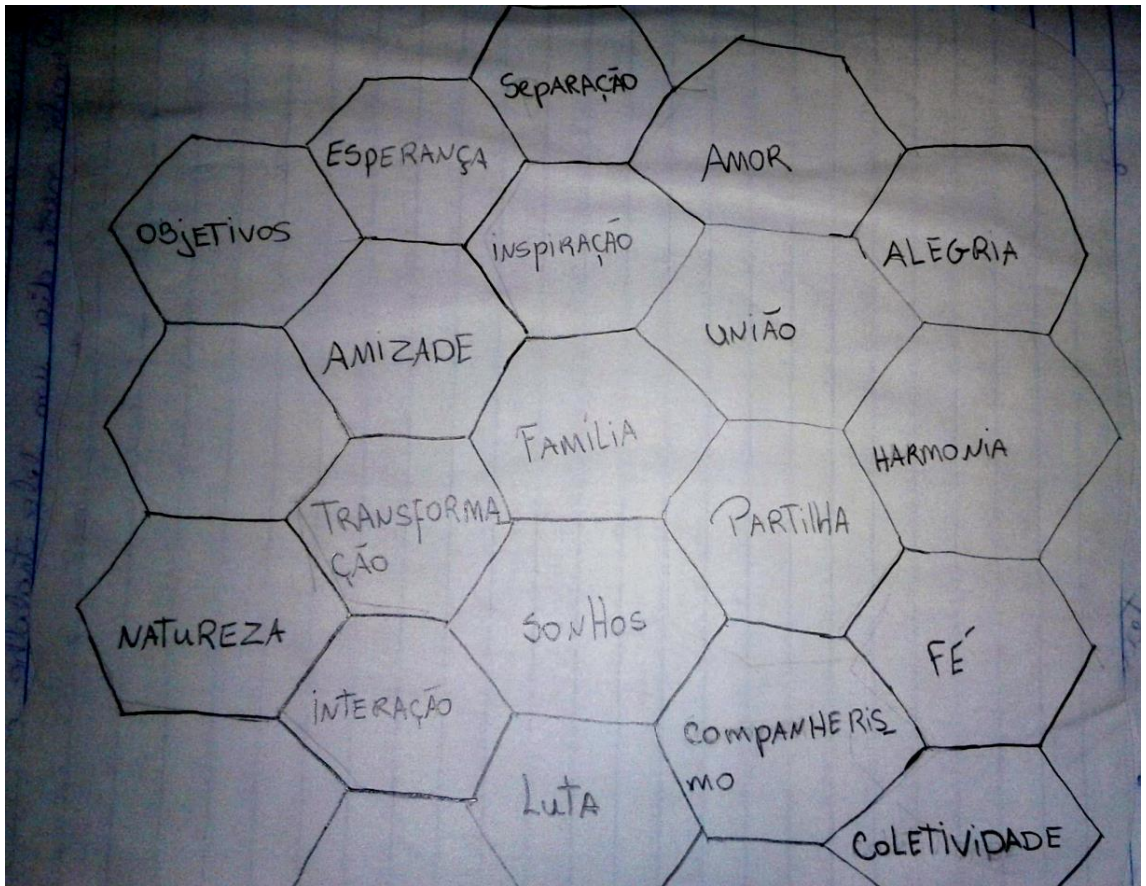 SEPARAÇÃO
ESPERANÇA
AMOR
OBJETIVOS
INSPIRAÇÃO
ALEGRIA
AMIZADE
UNIÃO
FAMÍLIA
HARMONIA
TRANSFORMA
ÇÃO
PARTILHA
NATUREZA
SONHOS
FÉ
INTERAÇÃO
COMPANHERIS
MO
LUTA
COLETIVIDADE